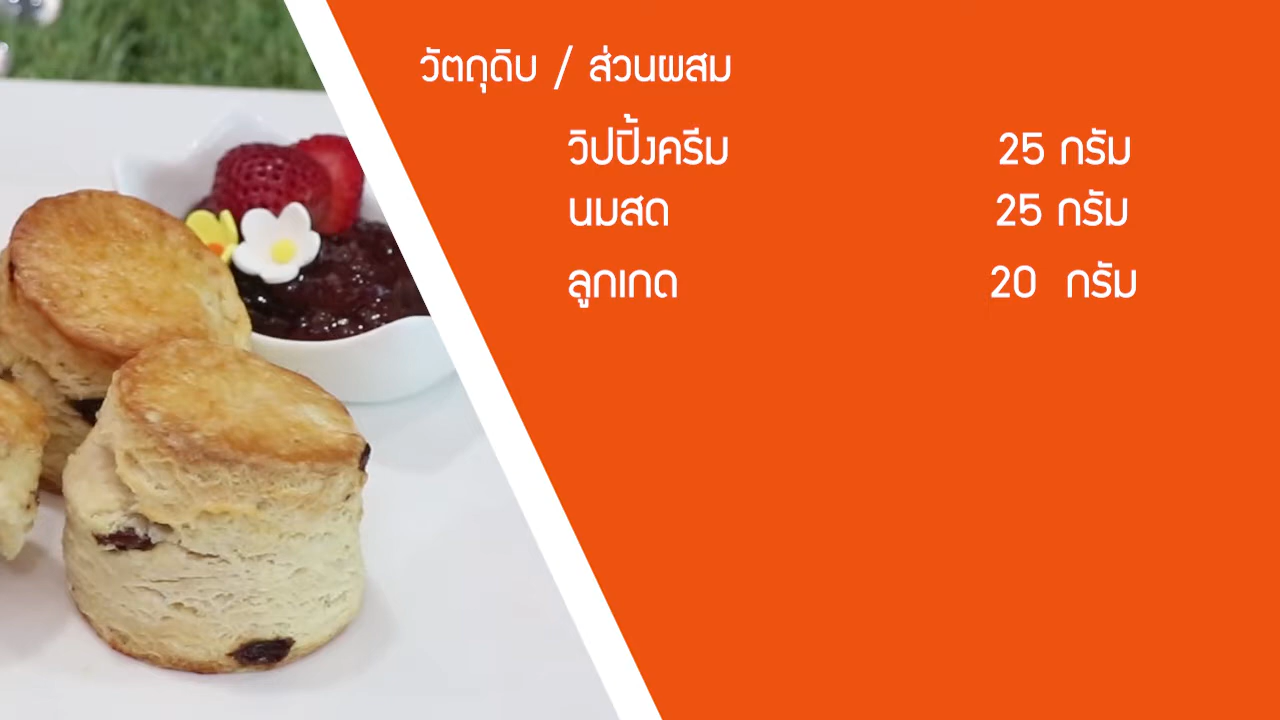 วัตถุดิบ / ส่วนผสม
วิปปิ้งครีม 25 กรัม
นมสด 25 กรัม
ลูกเกด 20 กรัม